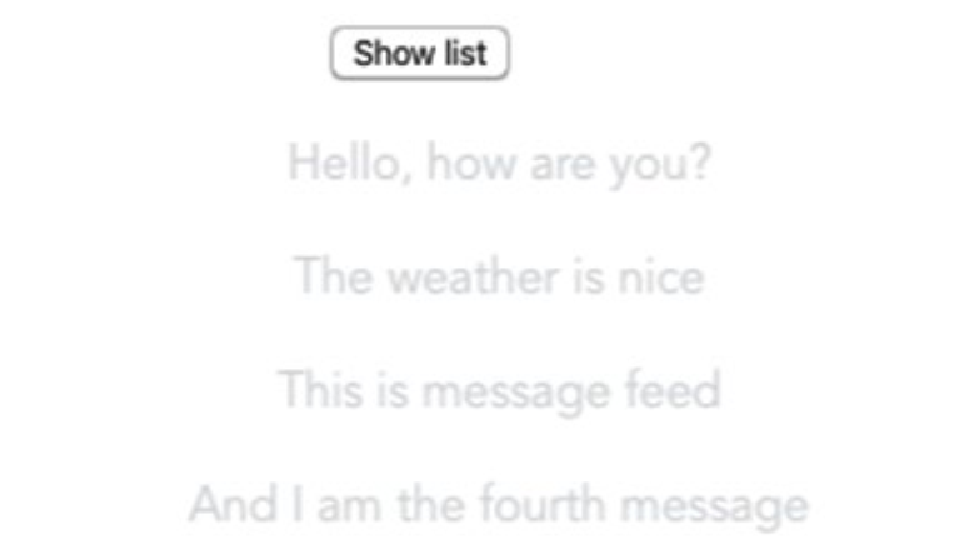 Show list
Hello, how are you?
The weather is nice
This is message feed
And I am the fourth message